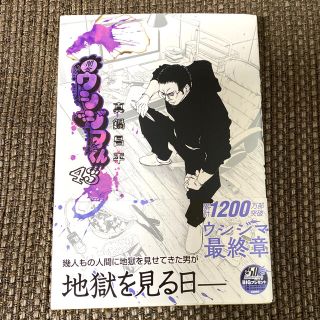 闇金
ウシジマくん
真鍋昌平
累計1200万部
突破
ウシジマ
最終章
幾人もの人間に地獄を見せてきた男が
地獄を見る日──